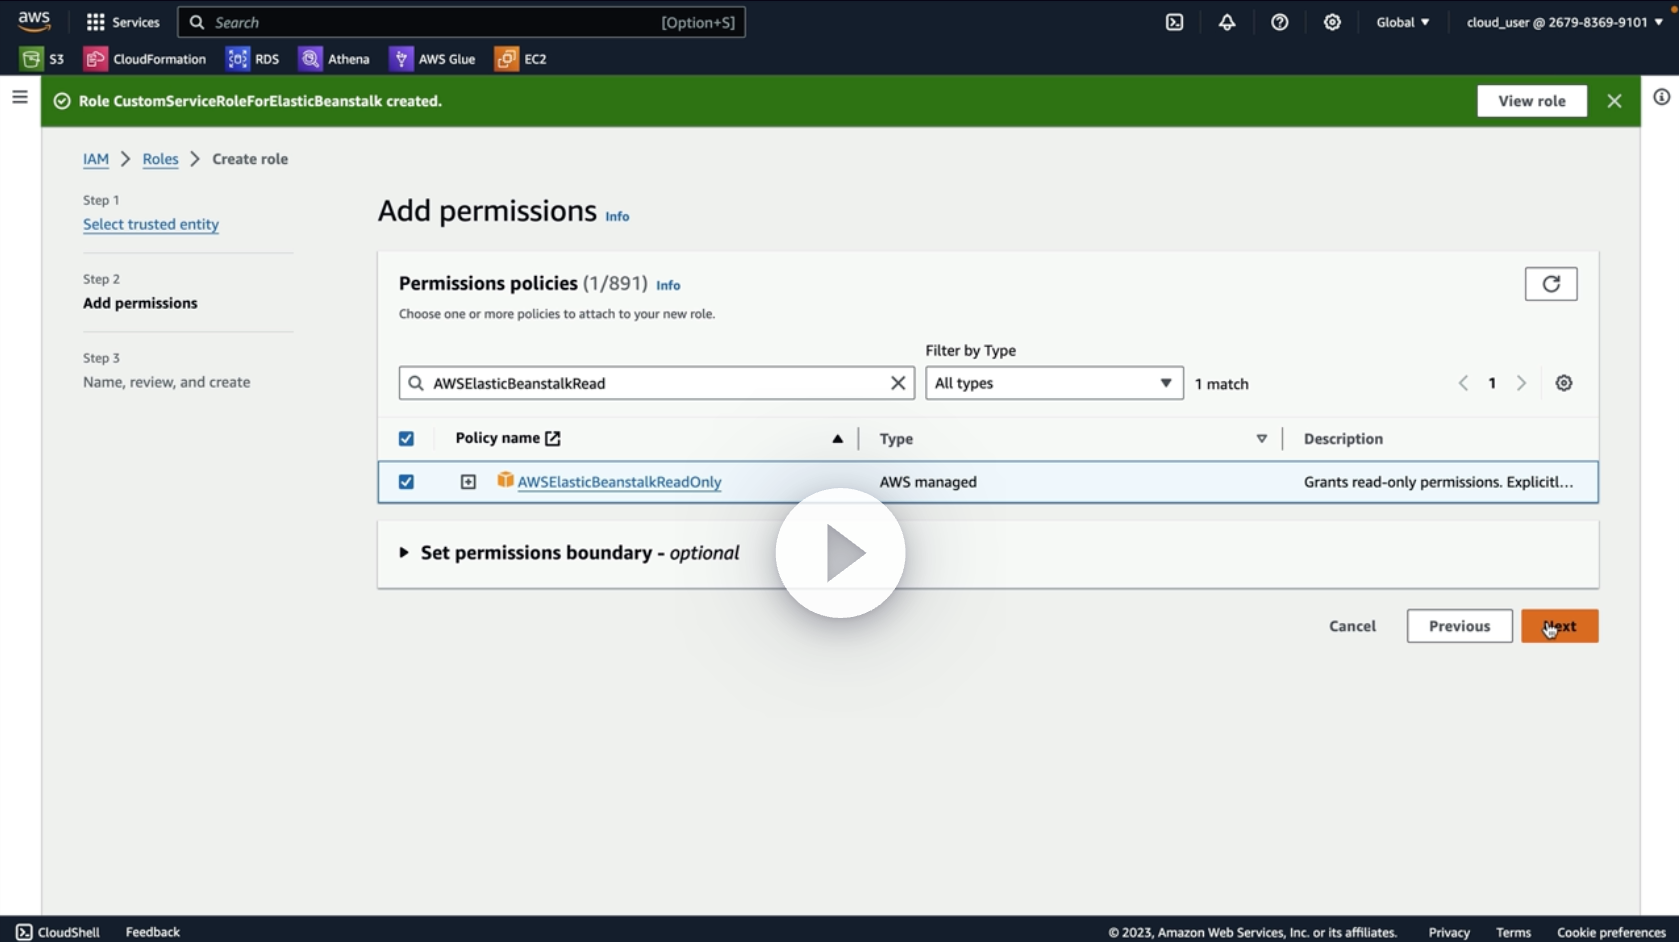 aws
Services
Search
[Option+S]
Global
cloud_user @ 2679-8369-9101
S3
CloudFormation
RDS
Athena
AWS Glue
EC2
Role CustomServiceRoleForElasticBeanstalk created.
View role
IAM
Roles
Create role
Step 1
Select trusted entity
Step 2
Add permissions
Step 3
Name, review, and create
Add permissions Info
Permissions policies (1/891) Info
Choose one or more policies to attach to your new role.
Filter by Type
AWSElasticBeanstalkRead
All types
1 match
1
Policy name
Type
Description
AWSElasticBeanstalkReadOnly
AWS managed
Grants read-only permissions. Explicitl...
Set permissions boundary - optional
Cancel
Previous
Next
CloudShell
Feedback
© 2023, Amazon Web Services, Inc. or its affiliates.
Privacy
Terms
Cookie preferences